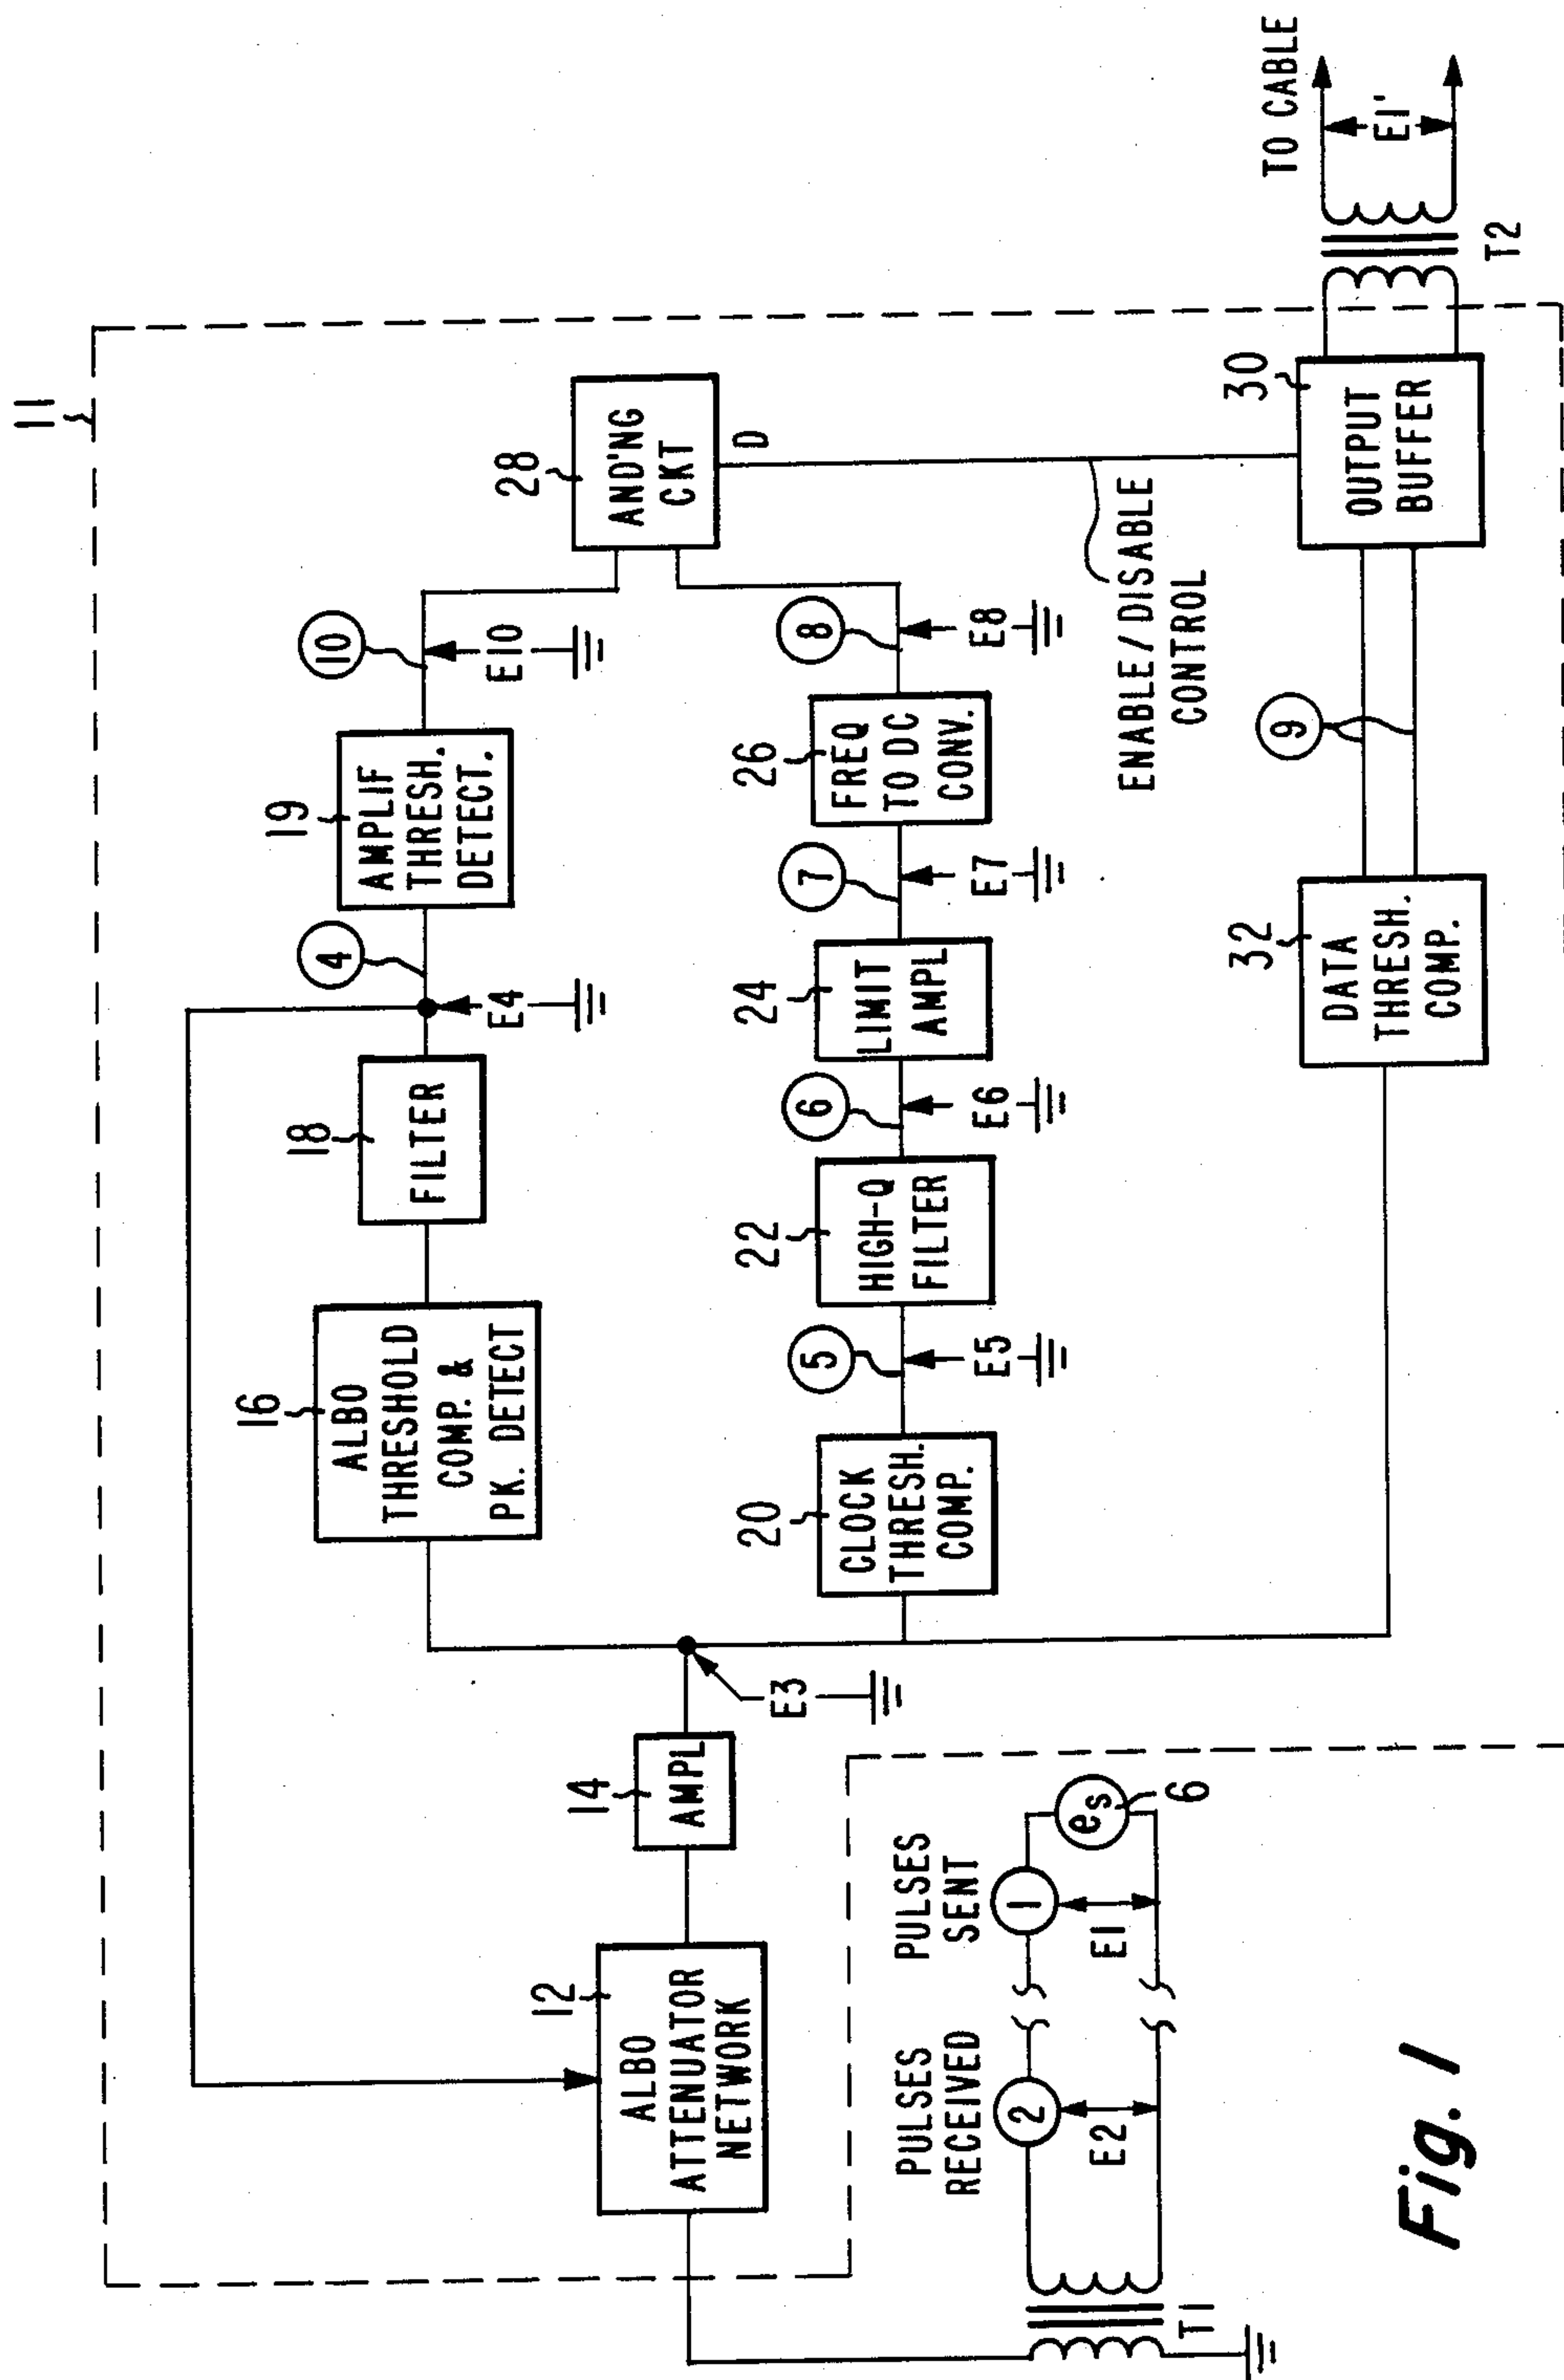 11
12
ALBO
ATTENUATOR
NETWORK
14
AMPL
E3
16
ALBO
THRESHOLD
COMP. &
PK. DETECT
18
FILTER
4
E4
19
AMPLIF
THRESH.
DETECT.
10
E10
28
AND'NG
CKT
D
20
CLOCK
THRESH.
COMP.
5
E5
22
HIGH-Q
FILTER
6
E6
24
LIMIT
AMPL
7
E7
26
FREQ
TO DC
CONV.
8
E8
ENABLE/DISABLE
CONTROL
32
DATA
THRESH.
COMP.
9
30
OUTPUT
BUFFER
T2
TO CABLE
E1'
PULSES
RECEIVED
2
E2
PULSES
SENT
1
E1
es
6
T1
Fig. 1